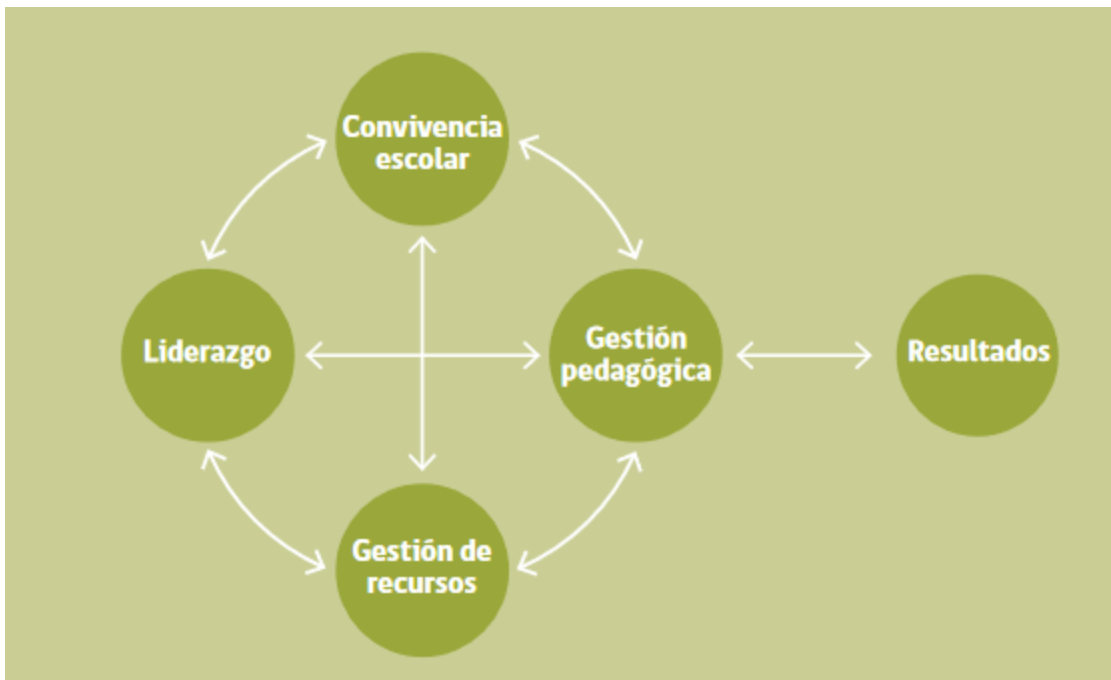 Convivencia
escolar
Liderazgo
Gestión
pedagógica
Resultados
Gestión de
recursos